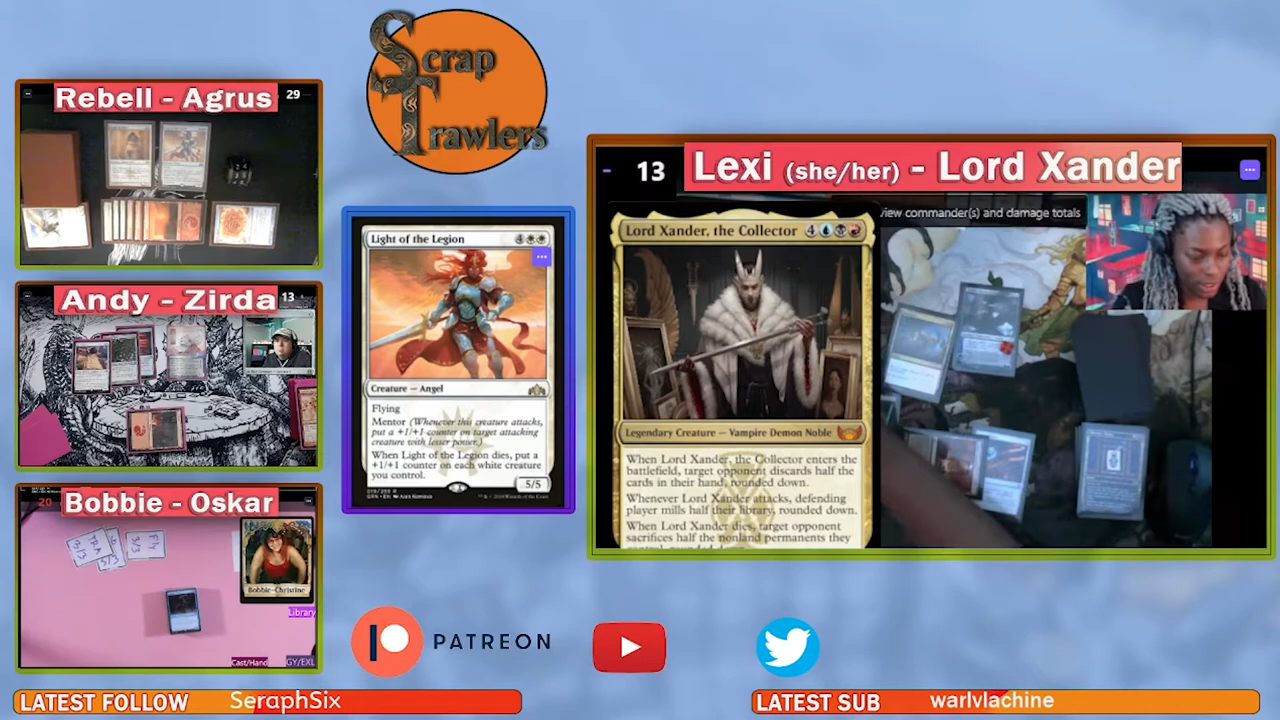 Scrap
Trawlers
Rebell - Agrus
29
Andy - Zirda
13
Bobbie - Oskar
20
Bobbie-Christine
Library
Cast/Hand
GY/EXL
Light of the Legion
4
Creature — Angel
Flying
Mentor (Whenever this creature attacks,
put a +1/+1 counter on target attacking
creature with lesser power.)
When Light of the Legion dies, put a
+1/+1 counter on each white creature
you control.
5/5
13
Lexi (she/her) - Lord Xander
view commander(s) and damage totals
Lord Xander, the Collector
4
Legendary Creature — Vampire Demon Noble
When Lord Xander, the Collector enters the
battlefield, target opponent discards half the
cards in their hand, rounded down.
Whenever Lord Xander attacks, defending
player mills half their library, rounded down.
When Lord Xander dies, target opponent
sacrifices half the nonland permanents they
PATREON
LATEST FOLLOW
SeraphSix
LATEST SUB
warlvlachine